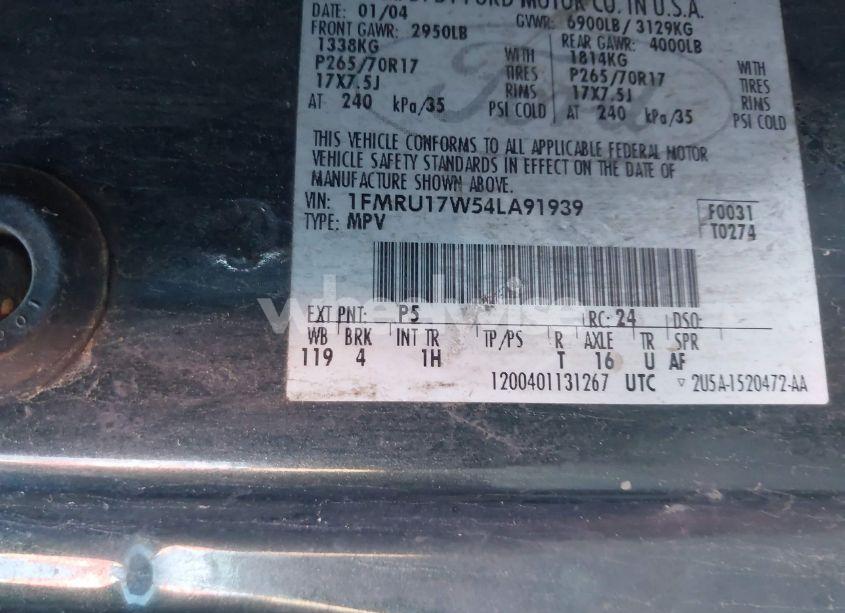 FORD MOTOR CO. IN U.S.A.
DATE: 01/04 GVWR: 6900LB/ 3129KG
FRONT GAWR: 2950LB REAR GAWR: 4000LB
1338KG WITH 1814KG WITH
P265/70R17 TIRES P265/70R17 TIRES
17X7.5J RIMS 17X7.5J RIMS
AT 240 kPa/35 PSI COLD AT 240 kPa/35 PSI COLD
THIS VEHICLE CONFORMS TO ALL APPLICABLE FEDERAL MOTOR
VEHICLE SAFETY STANDARDS IN EFFECT ON THE DATE OF
MANUFACTURE SHOWN ABOVE.
VIN: 1FMRU17W54LA91939 F0031
TYPE: MPV T0274
EXT PNT: P5 RC: 24 DSO:
WB BRK INT TR TP/PS R AXLE TR SPR
119 4 1H T 16 U AF
1200401131267 UTC ▽ 2U5A-1520472-AA